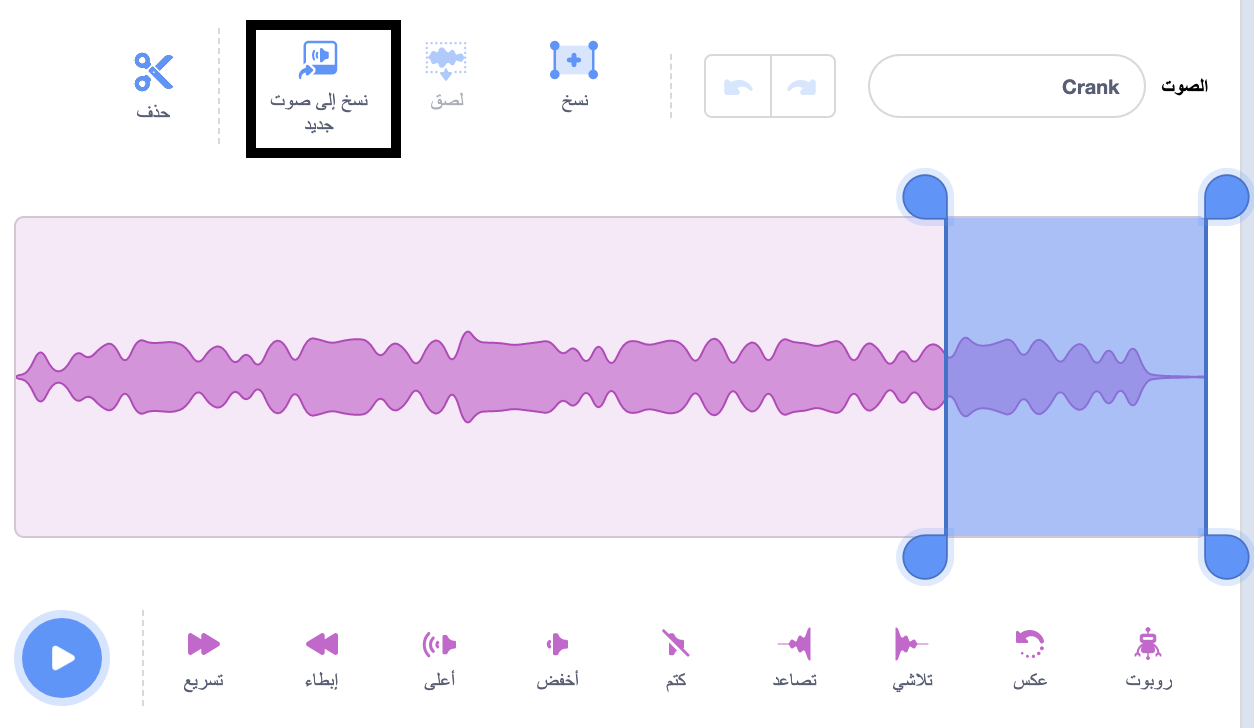 الصوت
Crank
نسخ
لصق
نسخ إلى صوت
جديد
حذف
روبوت
عكس
تلاشي
تصاعد
كتم
أخفض
أعلى
إبطاء
تسريع